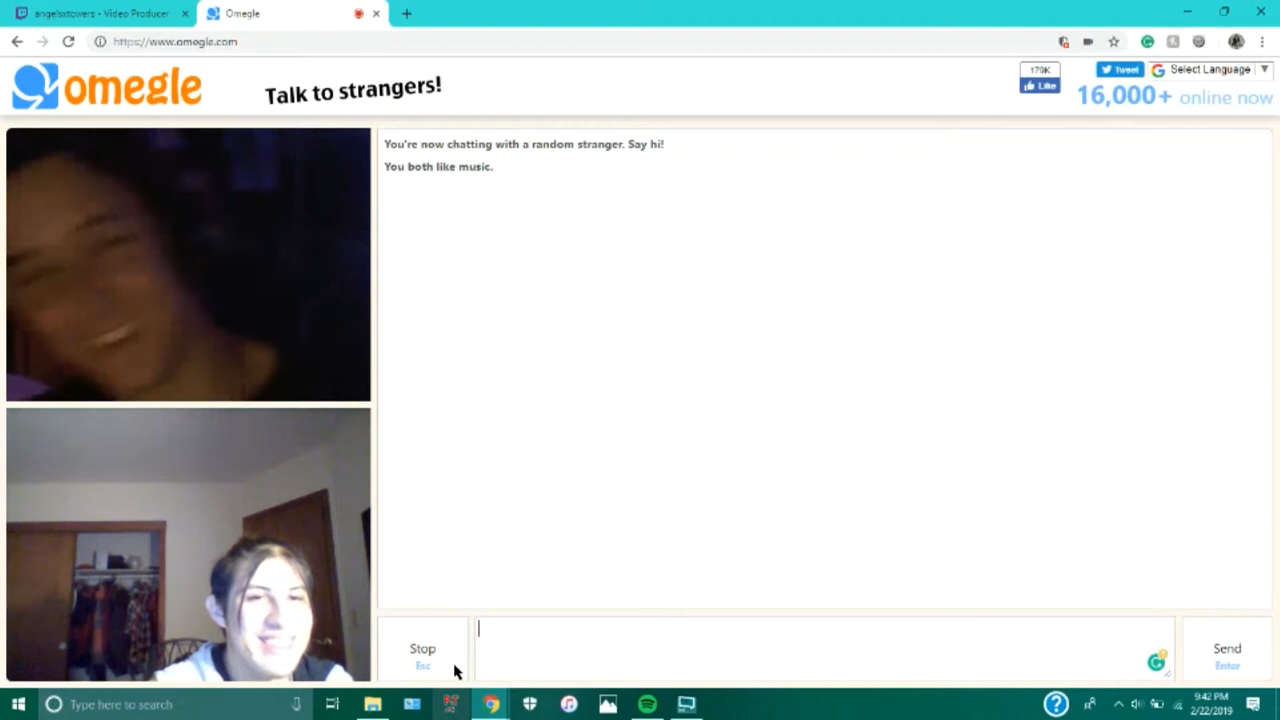 angelsxtowers - Video Producer
Omegle
https://www.omegle.com
omegle
Talk to strangers!
179K
Like
Tweet
Select Language
16,000+ online now
You're now chatting with a random stranger. Say hi!
You both like music.
Stop
Esc
Send
Enter
Type here to search
9:42 PM
2/22/2019